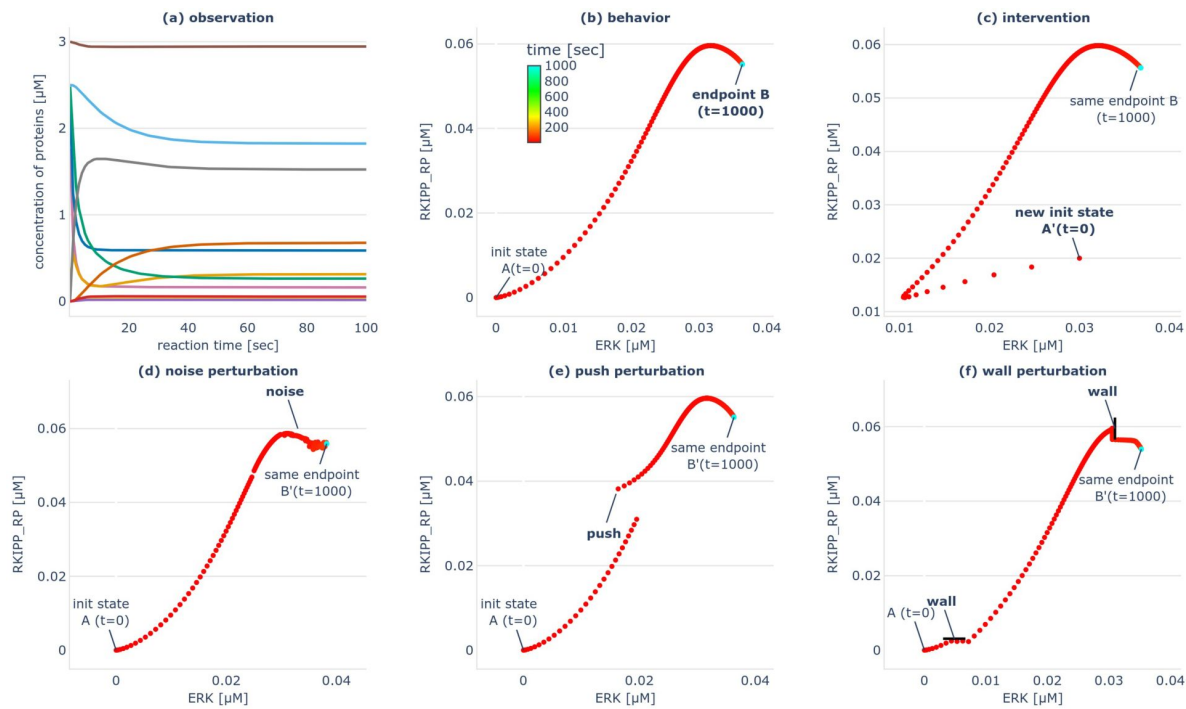 (a) observation
concentration of proteins [µM]
3
2
1
0
20
40
60
80
100
reaction time [sec]
(b) behavior
RKIPP_RP [µM]
0.06
0.04
0.02
0
time [sec]
1000
800
600
400
200
endpoint B
(t=1000)
init state
A(t=0)
0
0.01
0.02
0.03
0.04
ERK [µM]
(c) intervention
RKIPP_RP [µM]
0.06
0.05
0.04
0.03
0.02
0.01
same endpoint B
(t=1000)
new init state
A'(t=0)
0.01
0.02
0.03
0.04
ERK [µM]
(d) noise perturbation
RKIPP_RP [µM]
0.06
0.04
0.02
0
noise
same endpoint
B'(t=1000)
init state
A (t=0)
0
0.02
0.04
ERK [µM]
(e) push perturbation
RKIPP_RP [µM]
0.06
0.04
0.02
0
same endpoint
B'(t=1000)
push
init state
A (t=0)
0
0.01
0.02
0.03
0.04
ERK [µM]
(f) wall perturbation
RKIPP_RP [µM]
0.06
0.04
0.02
0
wall
same endpoint
B'(t=1000)
A (t=0)
wall
0
0.01
0.02
0.03
0.04
ERK [µM]